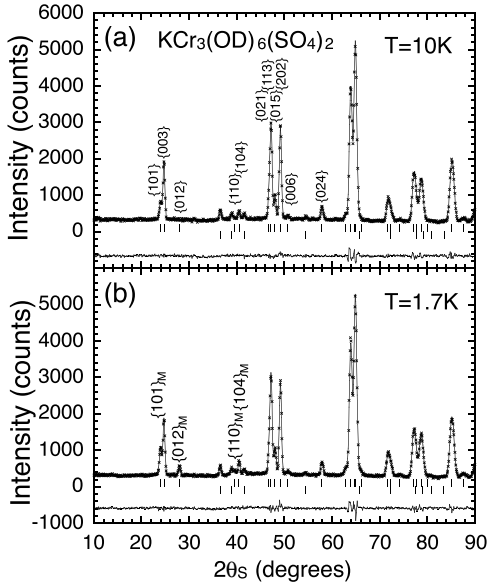 (a) KCr3(OD)6(SO4)2 T=10K
Intensity (counts)
6000
5000
4000
3000
2000
1000
0
{101}
{003}
{012}
{110}
{104}
{021}
{113}
{015}
{202}
{006}
{024}
(b) T=1.7K
Intensity (counts)
5000
4000
3000
2000
1000
0
-1000
{101}M
{012}M
{110}M
{104}M
10 20 30 40 50 60 70 80 90
2θS (degrees)